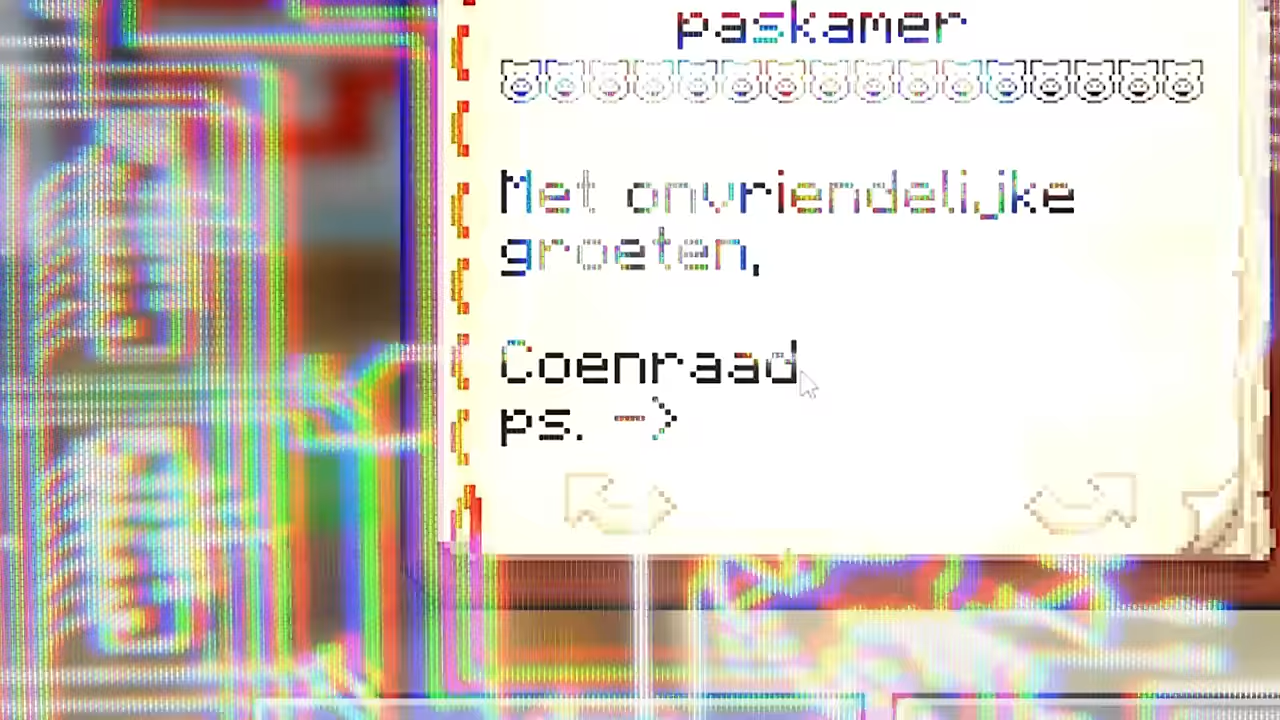 paskamer
🐷🐷🐷🐷🐷🐷🐷🐷🐷🐷🐷🐷🐷🐷🐷🐷
Met onvriendelijke
groeten,
Coenraad
ps. ->